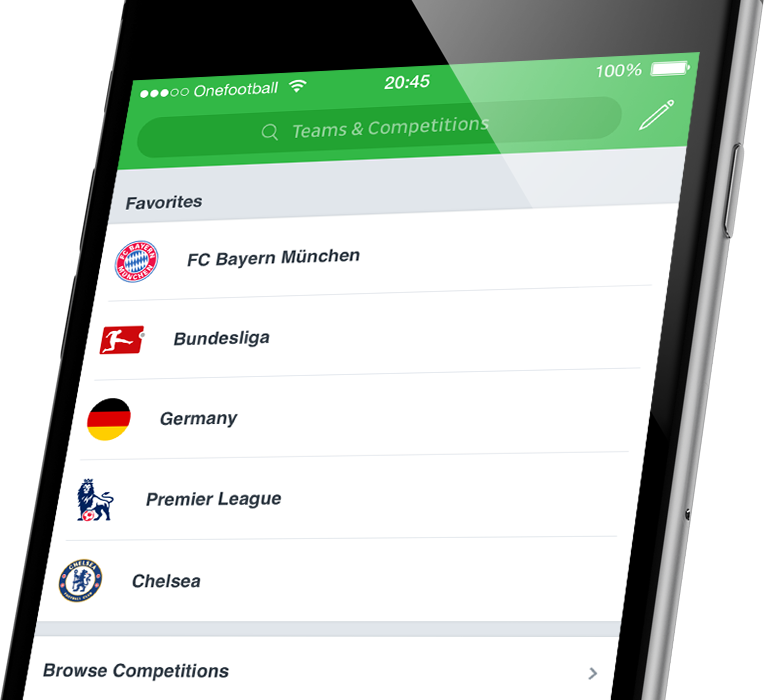 Onefootball 20:45 100%
Teams & Competitions
Favorites
FC BAYERN MÜNCHEN
FC Bayern München
Bundesliga
Germany
Premier League
CHELSEA
FOOTBALL CLUB
Chelsea
Browse Competitions